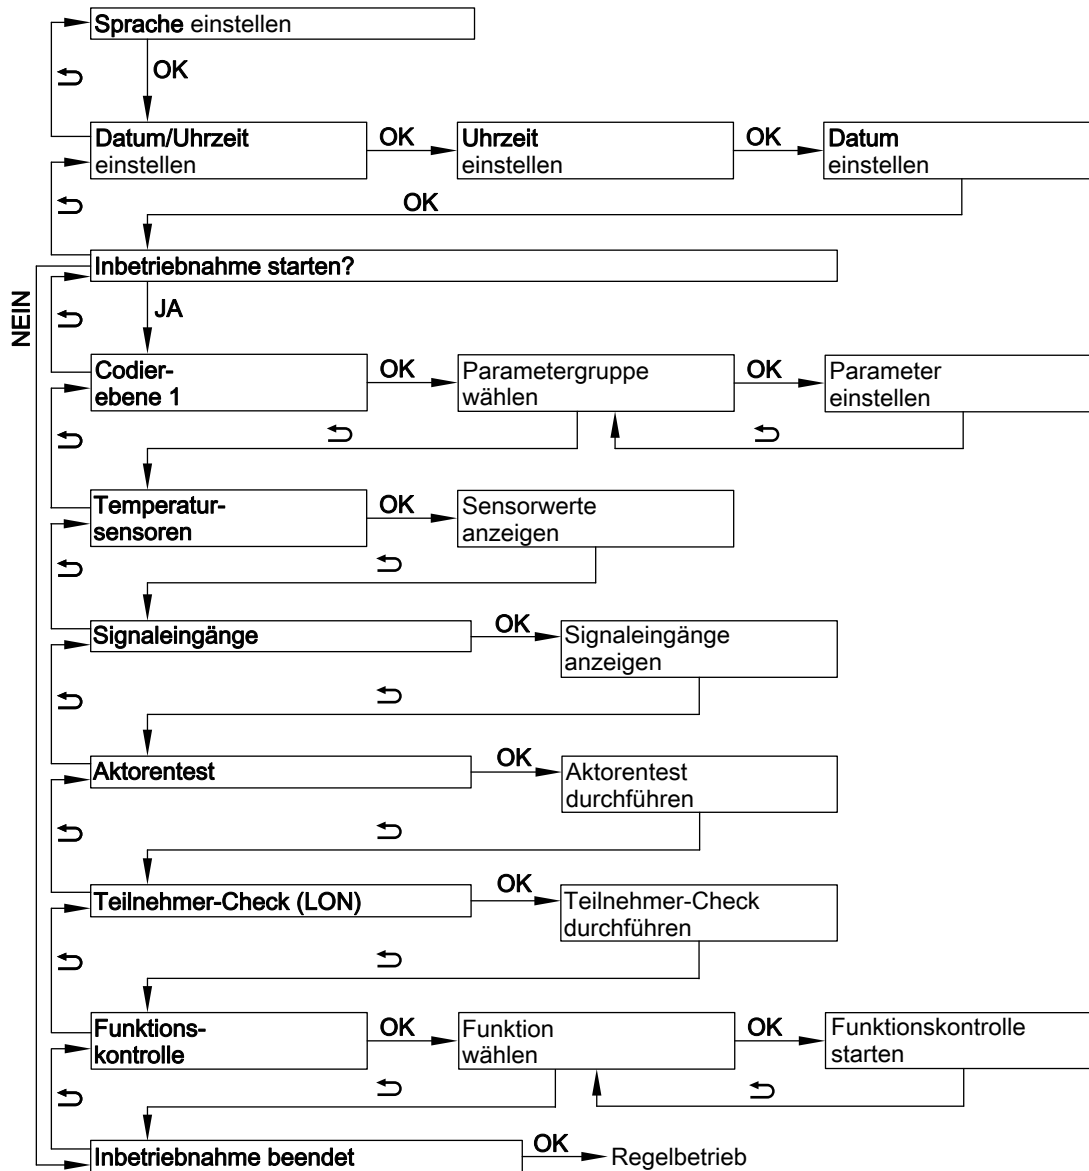 Sprache einstellen
OK
Datum/Uhrzeit
einstellen
OK
Uhrzeit
einstellen
OK
Datum
einstellen
OK
Inbetriebnahme starten?
NEIN
JA
Codier-
ebene 1
OK
Parametergruppe
wählen
OK
Parameter
einstellen
Temperatur-
sensoren
OK
Sensorwerte
anzeigen
Signaleingänge
OK
Signaleingänge
anzeigen
Aktorentest
OK
Aktorentest
durchführen
Teilnehmer-Check (LON)
OK
Teilnehmer-Check
durchführen
Funktions-
kontrolle
OK
Funktion
wählen
OK
Funktionskontrolle
starten
Inbetriebnahme beendet
OK
Regelbetrieb